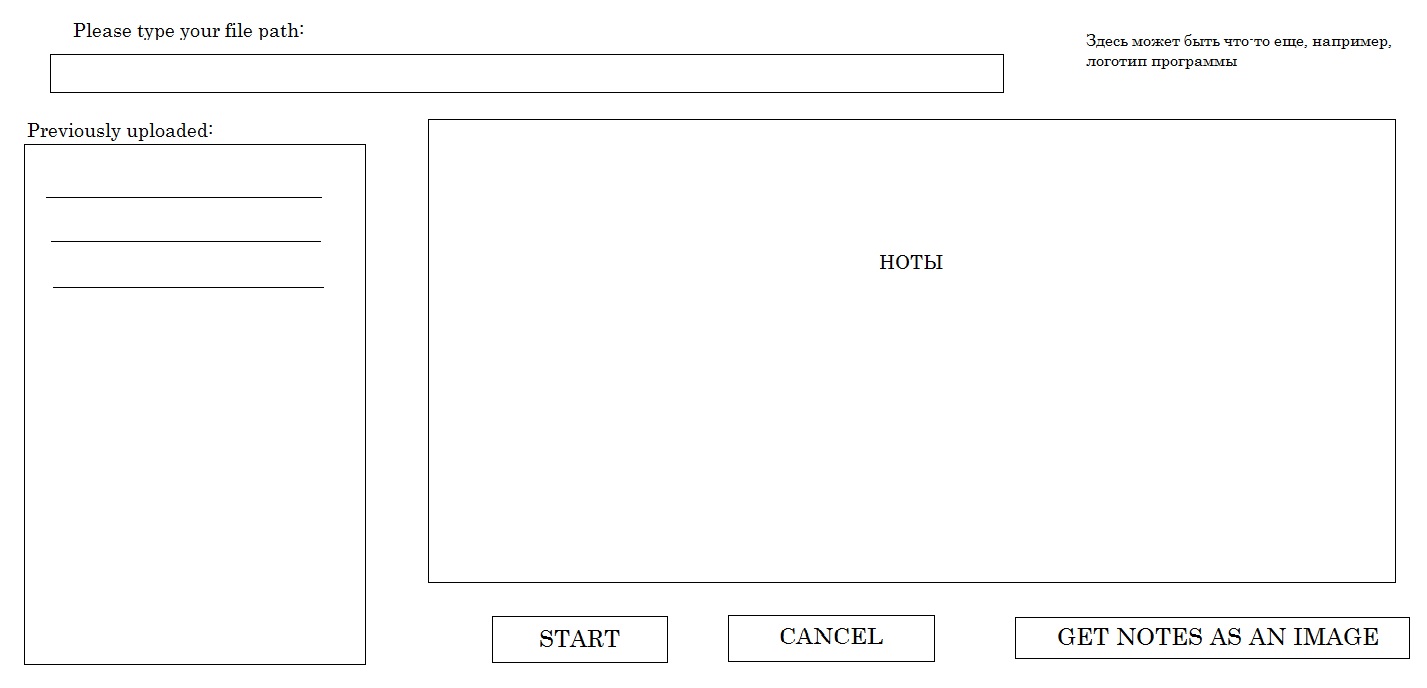 Please type your file path:
Здесь может быть что-то еще, например,
логотип программы
Previously uploaded:
НОТЫ
START
CANCEL
GET NOTES AS AN IMAGE